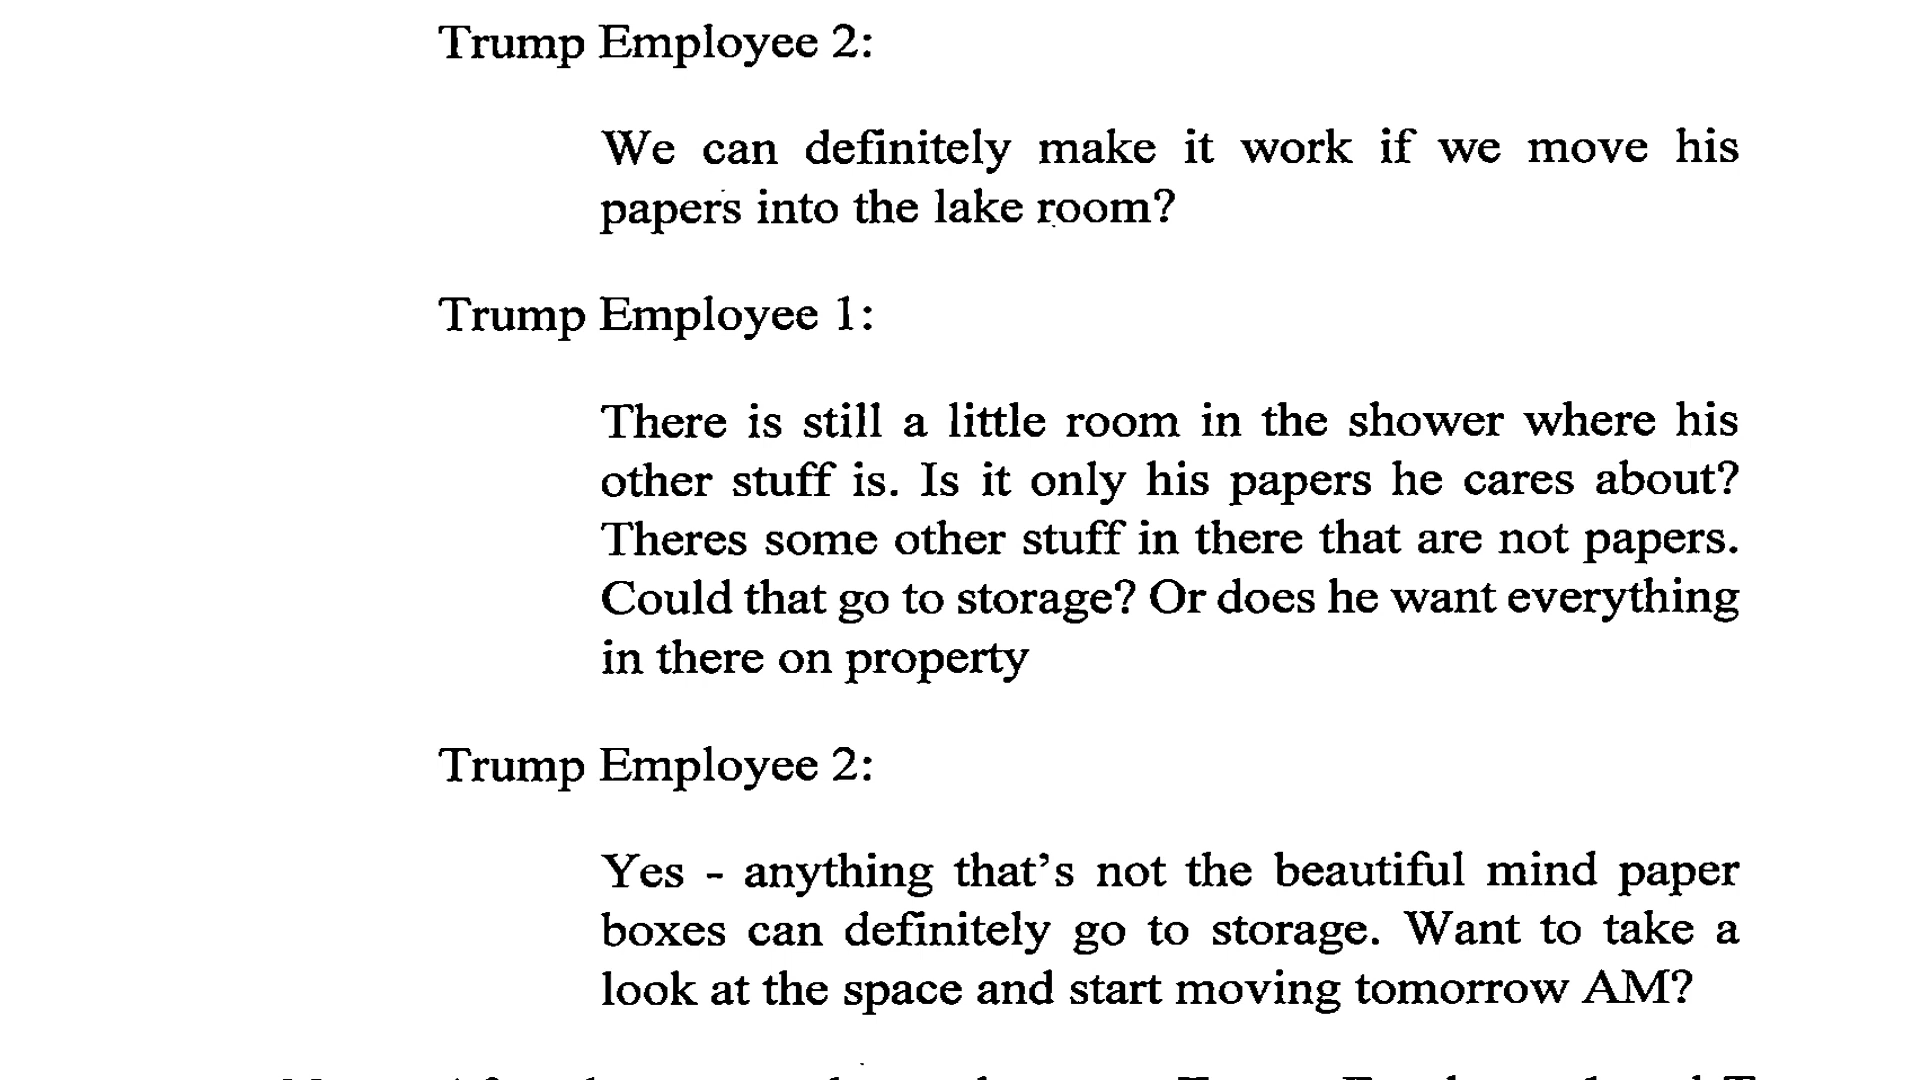 Trump Employee 2:
We can definitely make it work if we move his
papers into the lake room?
Trump Employee 1:
There is still a little room in the shower where his
other stuff is. Is it only his papers he cares about?
Theres some other stuff in there that are not papers.
Could that go to storage? Or does he want everything
in there on property
Trump Employee 2:
Yes - anything that’s not the beautiful mind paper
boxes can definitely go to storage. Want to take a
look at the space and start moving tomorrow AM?